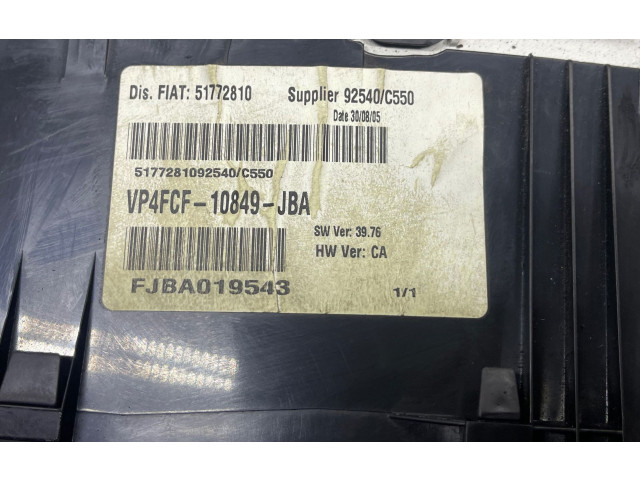 Dis. FIAT: 51772810 Supplier 92540/C550
Date 30/08/05
5177281092540/C550
VP4FCF-10849-JBA
SW Ver: 39.76
HW Ver: CA
FJBA019543 1/1